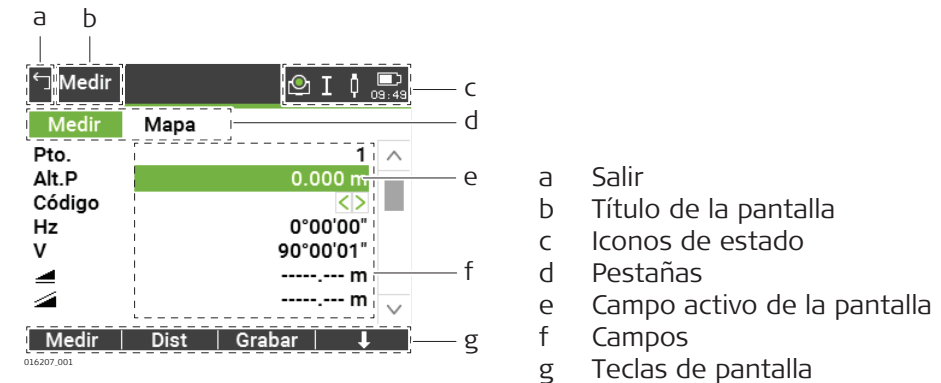 a b
Medir
I
09:49
c
Medir Mapa
d
Pto. 1
Alt.P 0.000 m
e
Código <>
Hz 0°00'00"
V 90°00'01"
-----.--- m
f
-----.--- m
Medir Dist Grabar
g
016207_001
a Salir
b Título de la pantalla
c Iconos de estado
d Pestañas
e Campo activo de la pantalla
f Campos
g Teclas de pantalla